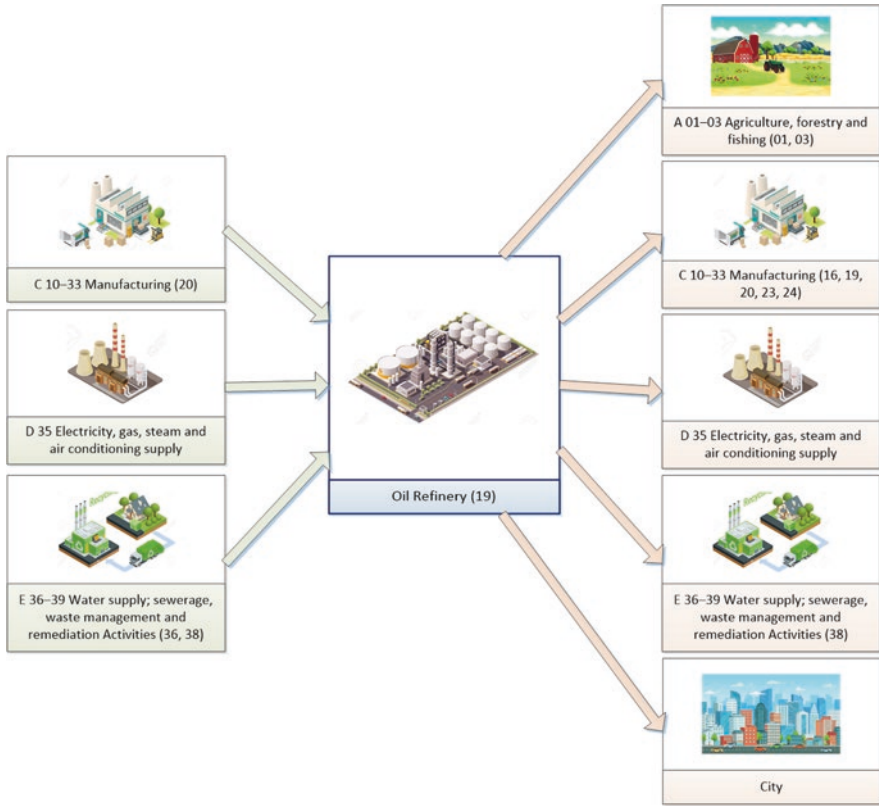 C 10–33 Manufacturing (20)
D 35 Electricity, gas, steam and
air conditioning supply
E 36–39 Water supply; sewerage,
waste management and
remediation Activities (36, 38)
Oil Refinery (19)
A 01–03 Agriculture, forestry and
fishing (01, 03)
C 10–33 Manufacturing (16, 19,
20, 23, 24)
D 35 Electricity, gas, steam and
air conditioning supply
E 36–39 Water supply; sewerage,
waste management and
remediation Activities (38)
City